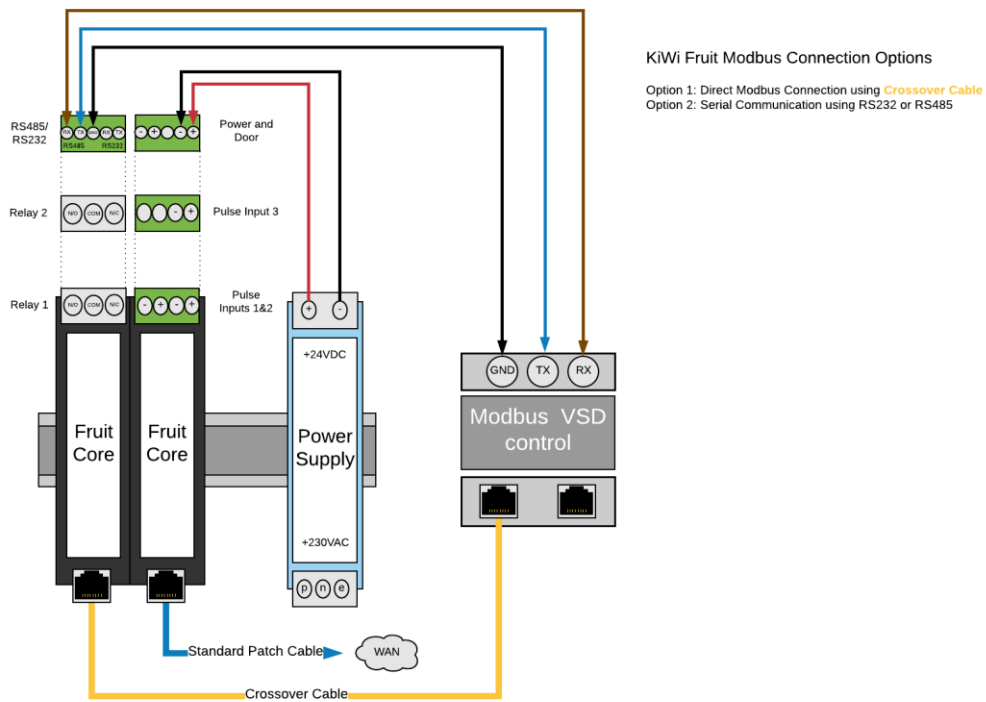 KiWi Fruit Modbus Connection Options
Option 1: Direct Modbus Connection using Crossover Cable
Option 2: Serial Communication using RS232 or RS485
RS485/
RS232
RX TX GND RX TX
RS485 RS232
- + - +
Power and
Door
Relay 2
N/O COM N/C
- +
Pulse Input 3
Relay 1
N/O COM N/C
- + - +
Pulse
Inputs 1&2
+ -
+24VDC
GND TX RX
Modbus VSD
control
Fruit
Core
Fruit
Core
Power
Supply
+230VAC
p n e
Standard Patch Cable
WAN
Crossover Cable